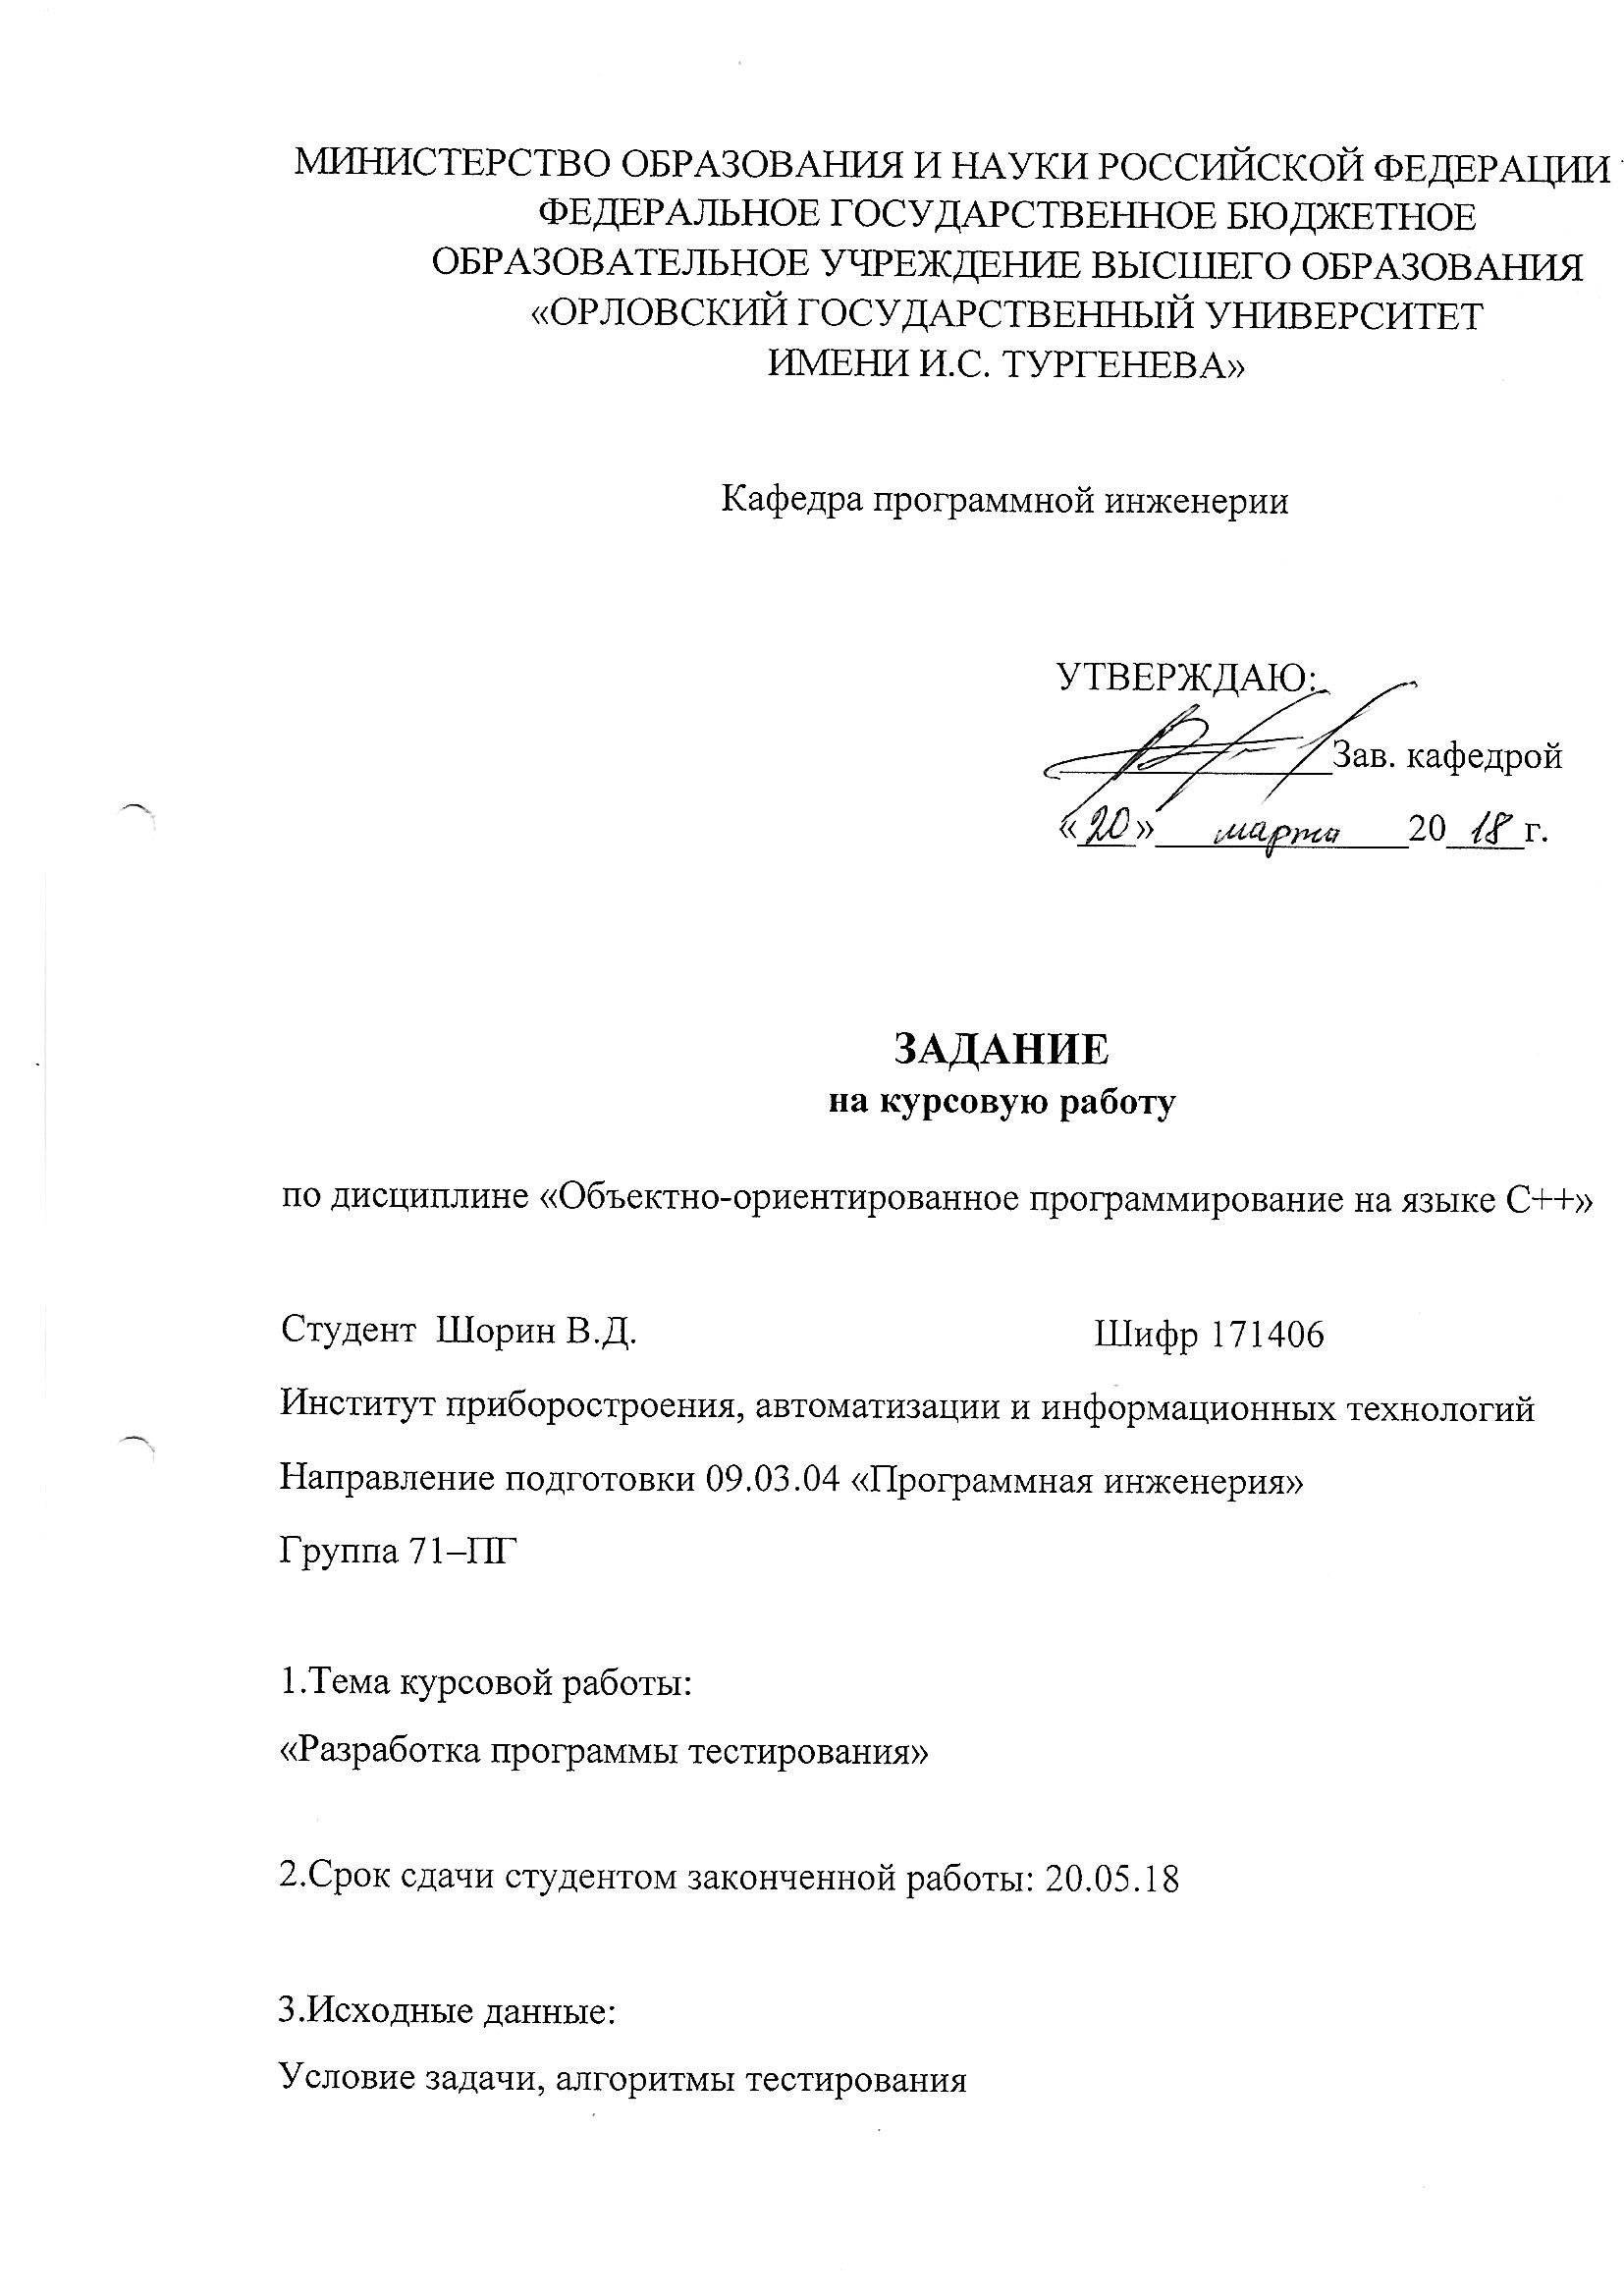 МИНИСТЕРСТВО ОБРАЗОВАНИЯ И НАУКИ РОССИЙСКОЙ ФЕДЕРАЦИИ
ФЕДЕРАЛЬНОЕ ГОСУДАРСТВЕННОЕ БЮДЖЕТНОЕ
ОБРАЗОВАТЕЛЬНОЕ УЧРЕЖДЕНИЕ ВЫСШЕГО ОБРАЗОВАНИЯ
«ОРЛОВСКИЙ ГОСУДАРСТВЕННЫЙ УНИВЕРСИТЕТ
ИМЕНИ И.С. ТУРГЕНЕВА»
Кафедра программной инженерии
УТВЕРЖДАЮ:
Зав. кафедрой
«20» марта 2018 г.
ЗАДАНИЕ
на курсовую работу
по дисциплине «Объектно-ориентированное программирование на языке С++»
Студент Шорин В.Д. Шифр 171406
Институт приборостроения, автоматизации и информационных технологий
Направление подготовки 09.03.04 «Программная инженерия»
Группа 71–ПГ
1.Тема курсовой работы:
«Разработка программы тестирования»
2.Срок сдачи студентом законченной работы: 20.05.18
3.Исходные данные:
Условие задачи, алгоритмы тестирования